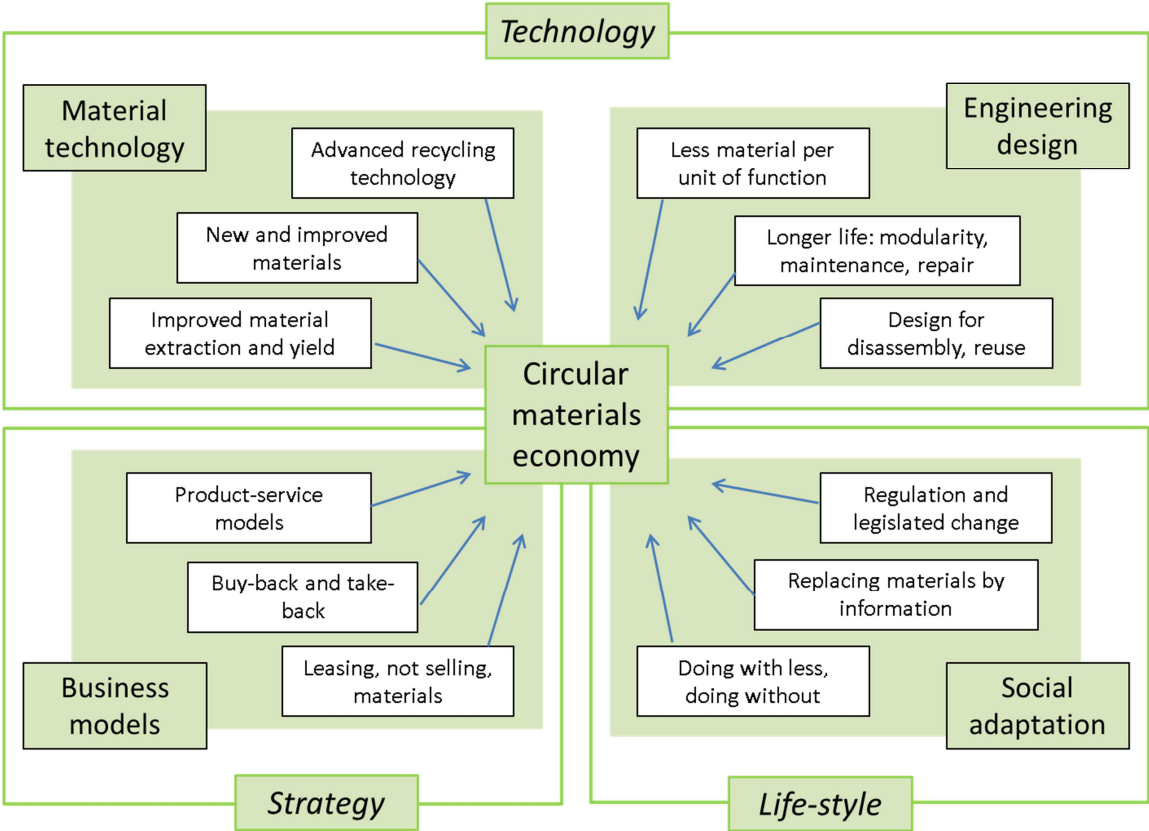 Technology
Material
technology
Advanced recycling
technology
New and improved
materials
Improved material
extraction and yield
Engineering
design
Less material per
unit of function
Longer life: modularity,
maintenance, repair
Design for
disassembly, reuse
Circular
materials
economy
Product-service
models
Buy-back and take-
back
Leasing, not selling,
materials
Business
models
Strategy
Regulation and
legislated change
Replacing materials by
information
Doing with less,
doing without
Social
adaptation
Life-style